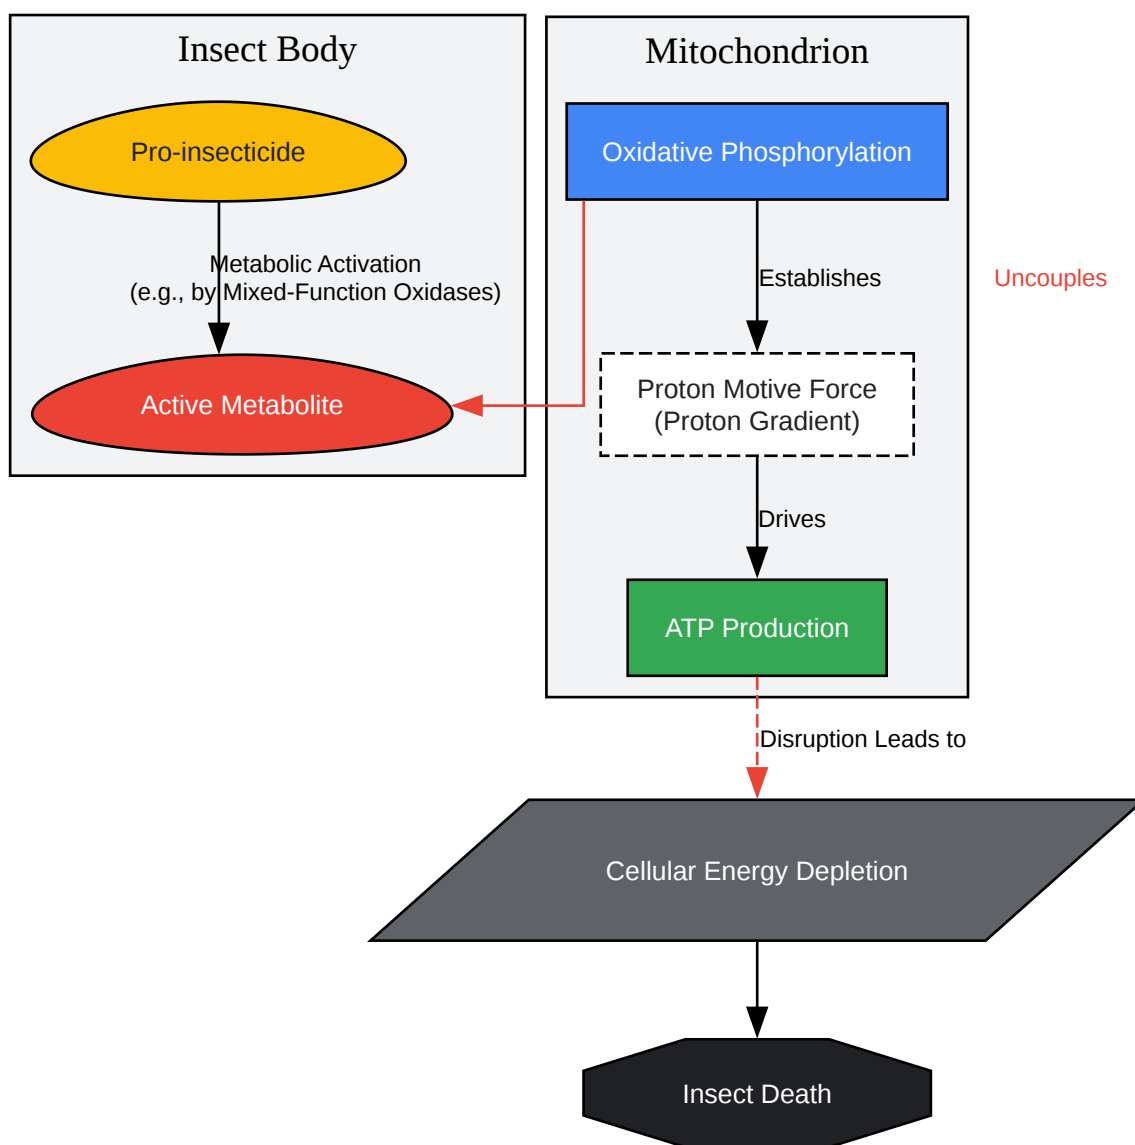 Insect Body
Pro-insecticide
Metabolic Activation
(e.g., by Mixed-Function Oxidases)
Active Metabolite
Mitochondrion
Oxidative Phosphorylation
Establishes
Uncouples
Proton Motive Force
(Proton Gradient)
Drives
ATP Production
Disruption Leads to
Cellular Energy Depletion
Insect Death